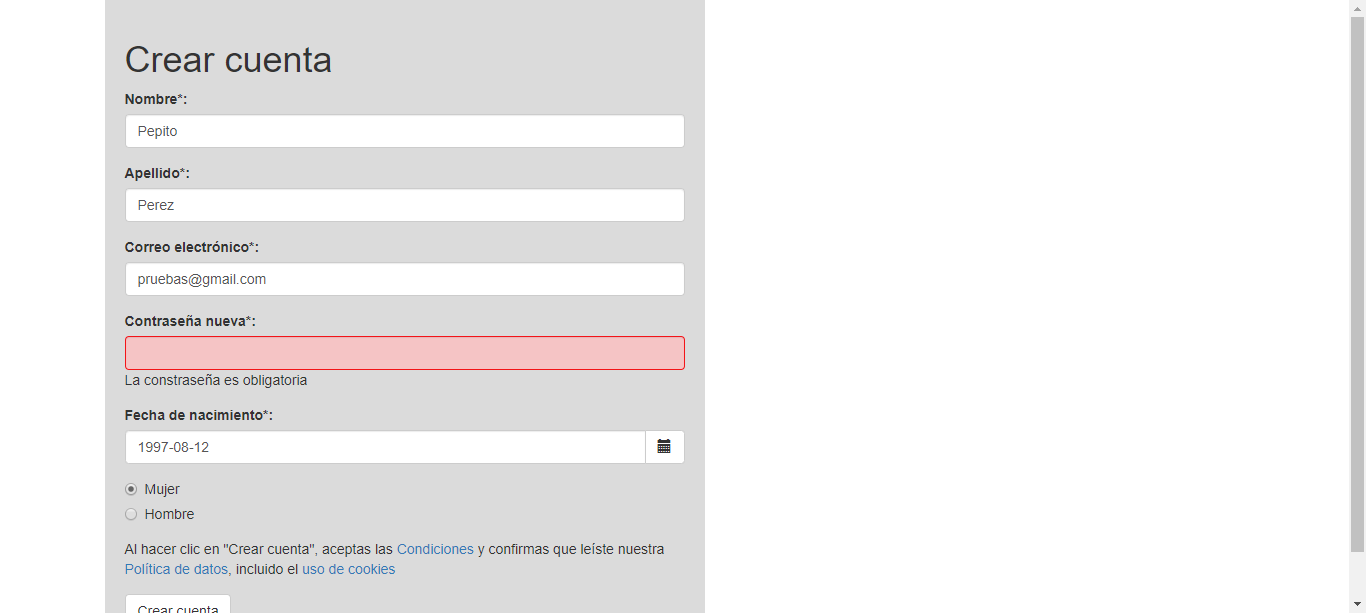 Crear cuenta
Nombre*:
Pepito
Apellido*:
Perez
Correo electrónico*:
pruebas@gmail.com
Contraseña nueva*:
La constraseña es obligatoria
Fecha de nacimiento*:
1997-08-12
Mujer
Hombre
Al hacer clic en "Crear cuenta", aceptas las Condiciones y confirmas que leíste nuestra
Política de datos, incluido el uso de cookies
Crear cuenta